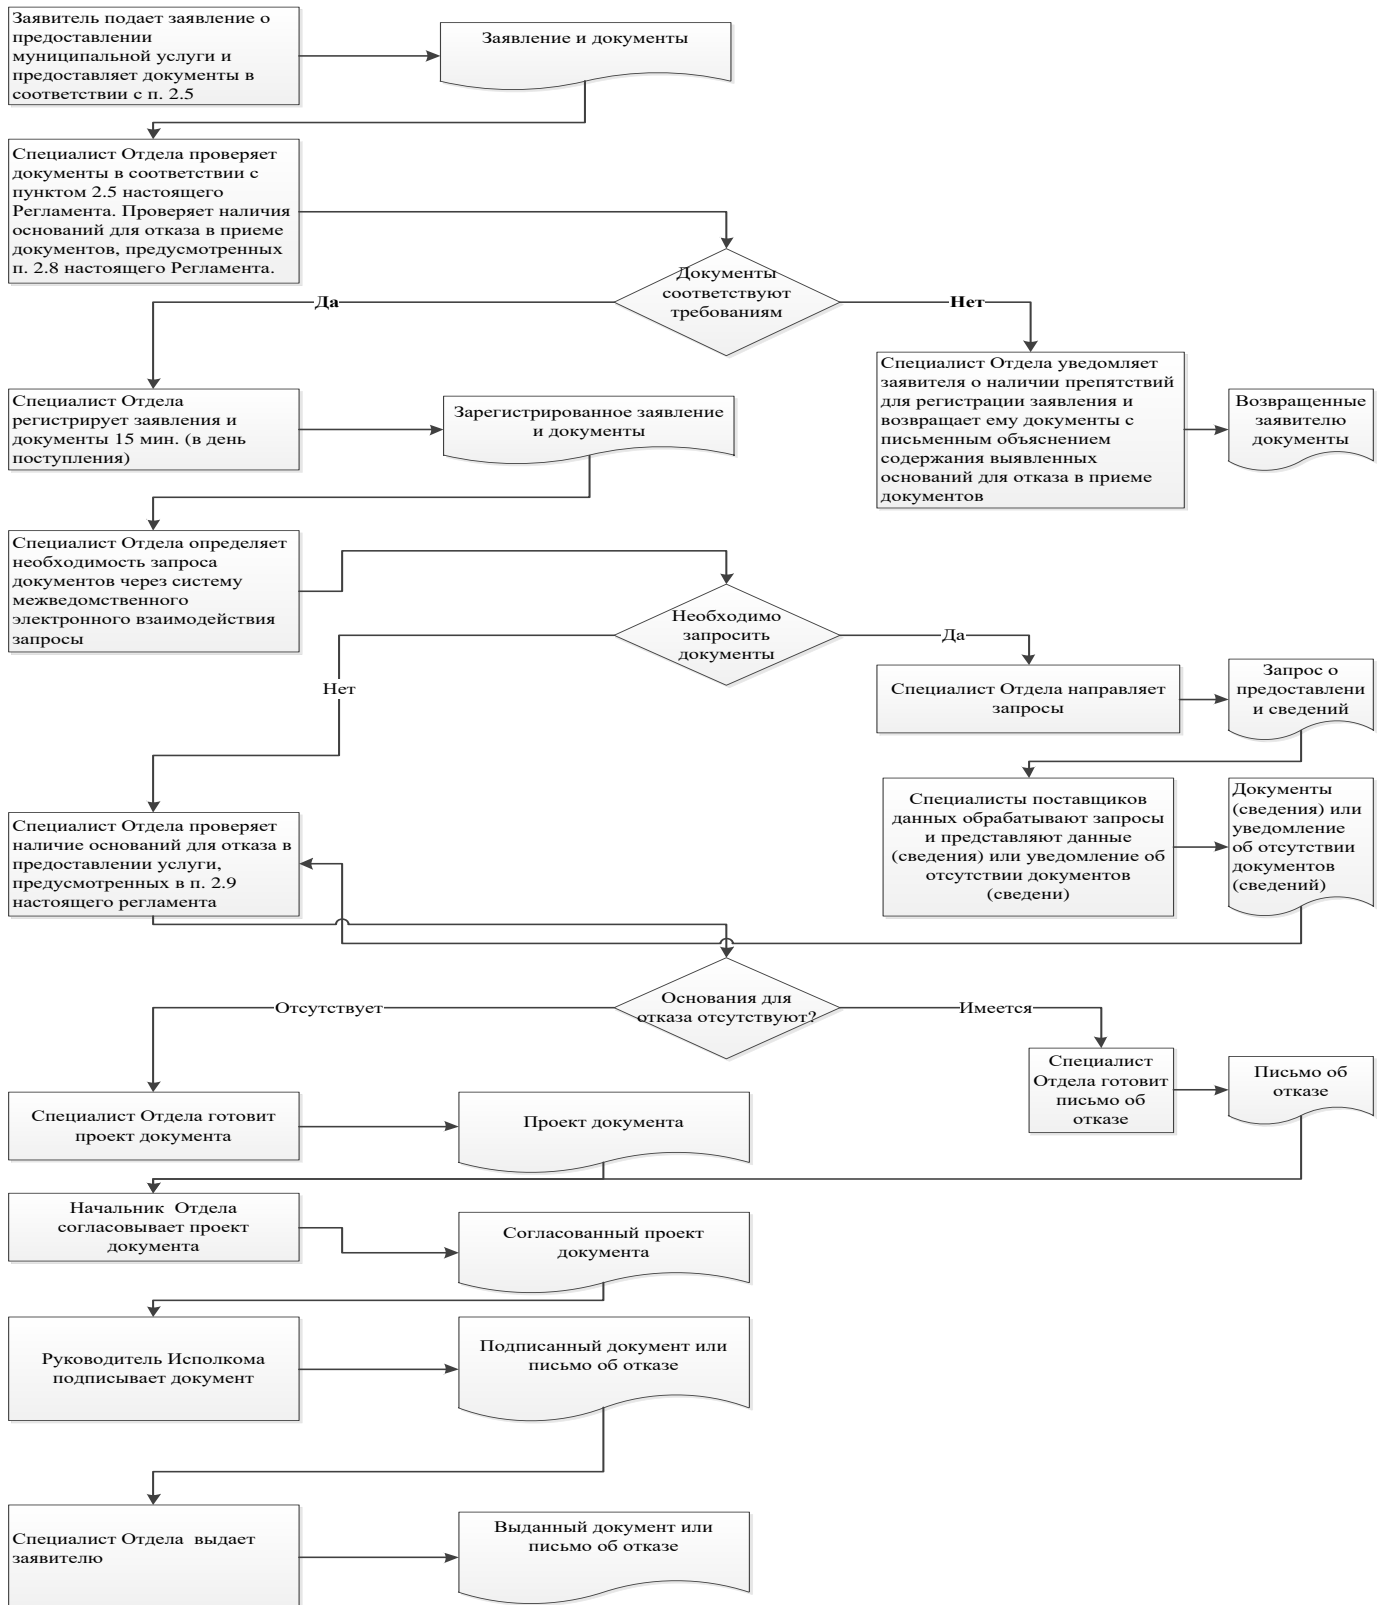 Заявитель подает заявление о
предоставлении
муниципальной услуги и
предоставляет документы в
соответствии с п. 2.5
Заявление и документы
Специалист Отдела проверяет
документы в соответствии с
пунктом 2.5 настоящего
Регламента. Проверяет наличия
оснований для отказа в приеме
документов, предусмотренных
п. 2.8 настоящего Регламента.
Документы
соответствуют
требованиям
Да
Нет
Специалист Отдела
регистрирует заявления и
документы 15 мин. (в день
поступления)
Зарегистрированное заявление
и документы
Специалист Отдела уведомляет
заявителя о наличии препятствий
для регистрации заявления и
возвращает ему документы с
письменным объяснением
содержания выявленных
оснований для отказа в приеме
документов
Возвращенные
заявителю
документы
Специалист Отдела определяет
необходимость запроса
документов через систему
межведомственного
электронного взаимодействия
запросы
Необходимо
запросить
документы
Да
Нет
Специалист Отдела направляет
запросы
Запрос о
предоставлени
и сведений
Специалисты поставщиков
данных обрабатывают запросы
и представляют данные
(сведения) или уведомление об
отсутствии документов
(сведени)
Документы
(сведения) или
уведомление
об отсутствии
документов
(сведений)
Специалист Отдела проверяет
наличие оснований для отказа в
предоставлении услуги,
предусмотренных в п. 2.9
настоящего регламента
Основания для
отказа отсутствуют?
Отсутствует
Имеется
Специалист
Отдела готовит
письмо об
отказе
Письмо об
отказе
Специалист Отдела готовит
проект документа
Проект документа
Начальник  Отдела
согласовывает проект
документа
Согласованный проект
документа
Руководитель Исполкома
подписывает документ
Подписанный документ или
письмо об отказе
Специалист Отдела  выдает
заявителю
Выданный документ или
письмо об отказе